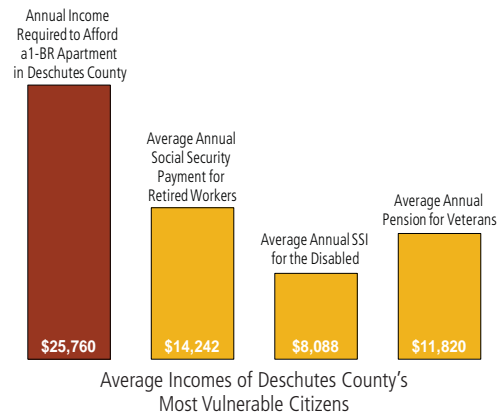 Annual Income
Required to Afford
a1-BR Apartment
in Deschutes County
Average Annual
Social Security
Payment for
Retired Workers
Average Annual SSI
for the Disabled
Average Annual
Pension for Veterans
$25,760
$14,242
$8,088
$11,820
Average Incomes of Deschutes County's
Most Vulnerable Citizens